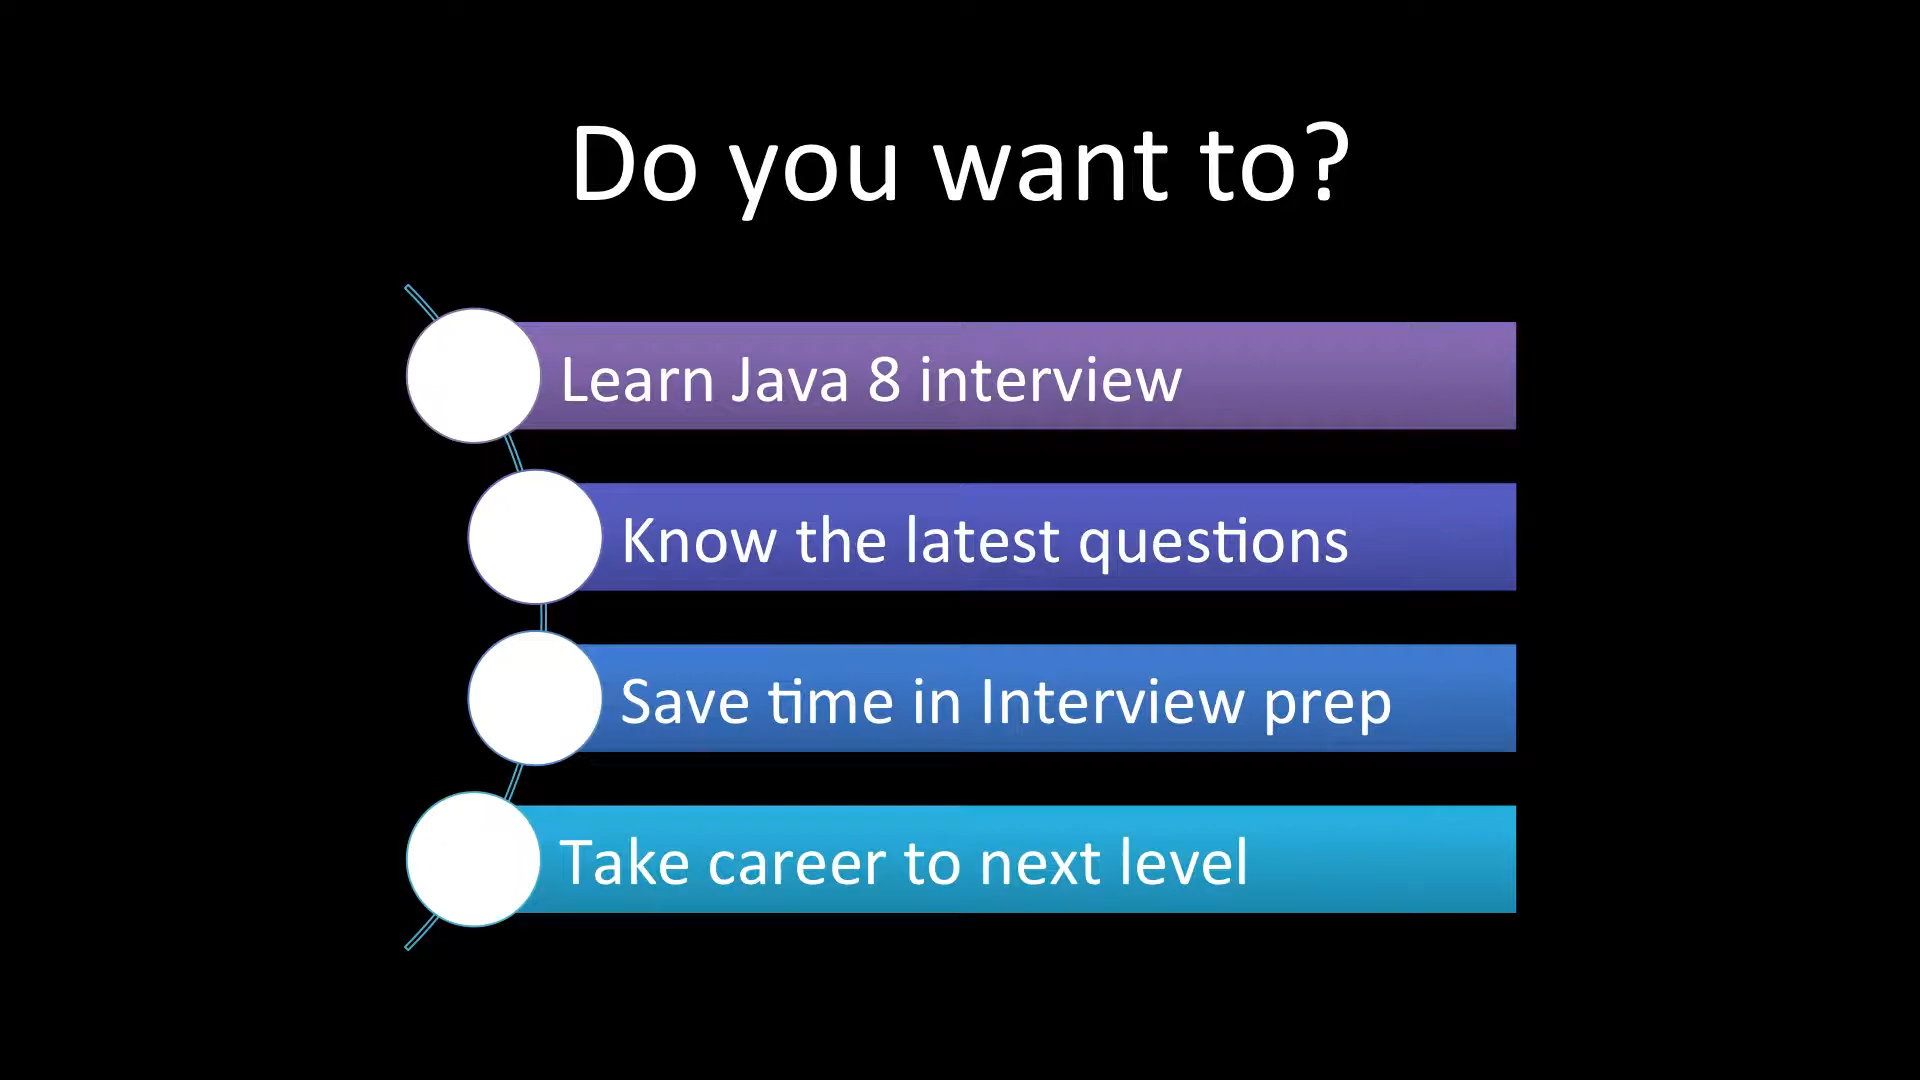 Do you want to?
Learn Java 8 interview
Know the latest questions
Save time in Interview prep
Take career to next level